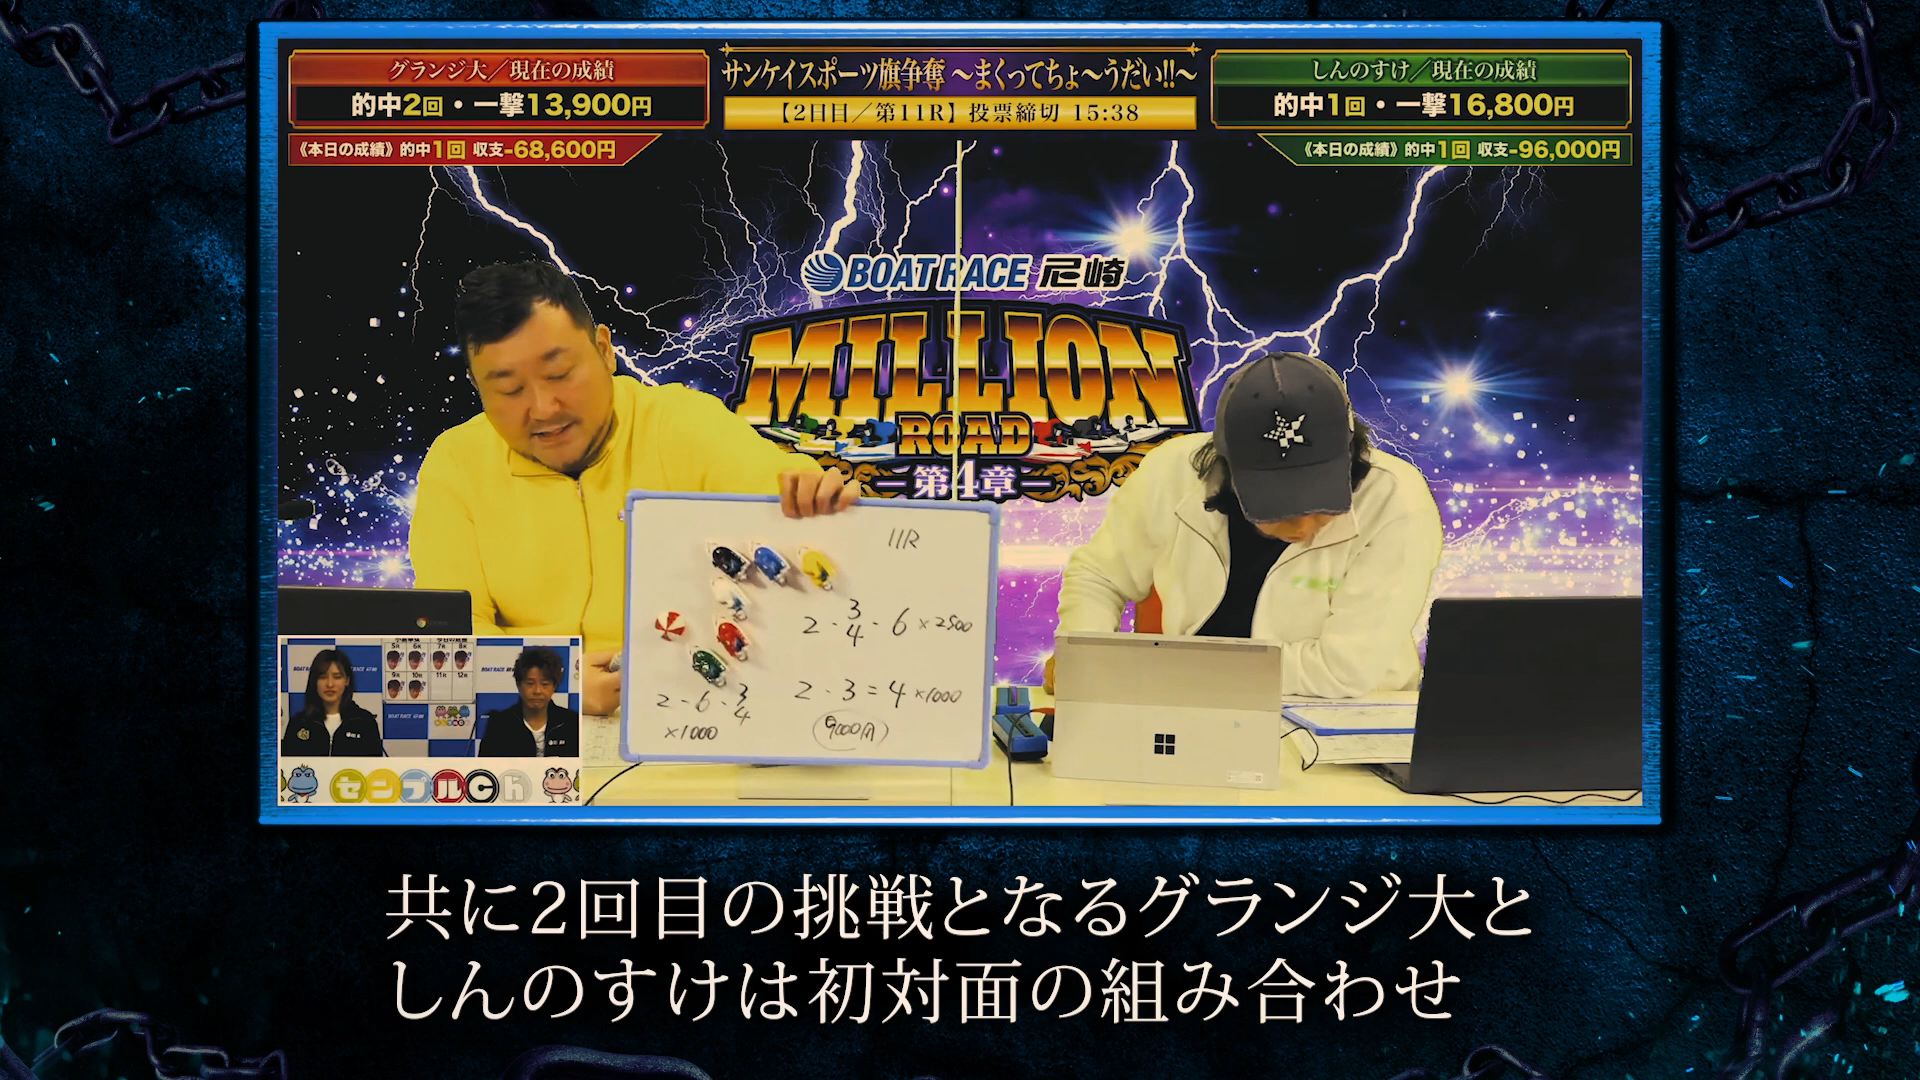 グランジ大／現在の成績
的中2回・一撃13,900円
《本日の成績》的中1回 収支-68,600円
サンケイスポーツ旗争奪 ～まくってちょ～うだい!!～
【2日目／第11R】投票締切 15:38
しんのすけ／現在の成績
的中1回・一撃16,800円
《本日の成績》的中1回 収支-96,000円
BOAT RACE 尼崎
MILLION
ROAD
第4章
11R
2-3/4-6×2500
2-6-3/4
×1000
2-3=4×1000
9000円
5R 6R 7R 8R
9R 10R 11R 12R
センプルCh
共に2回目の挑戦となるグランジ大と
しんのすけは初対面の組み合わせ